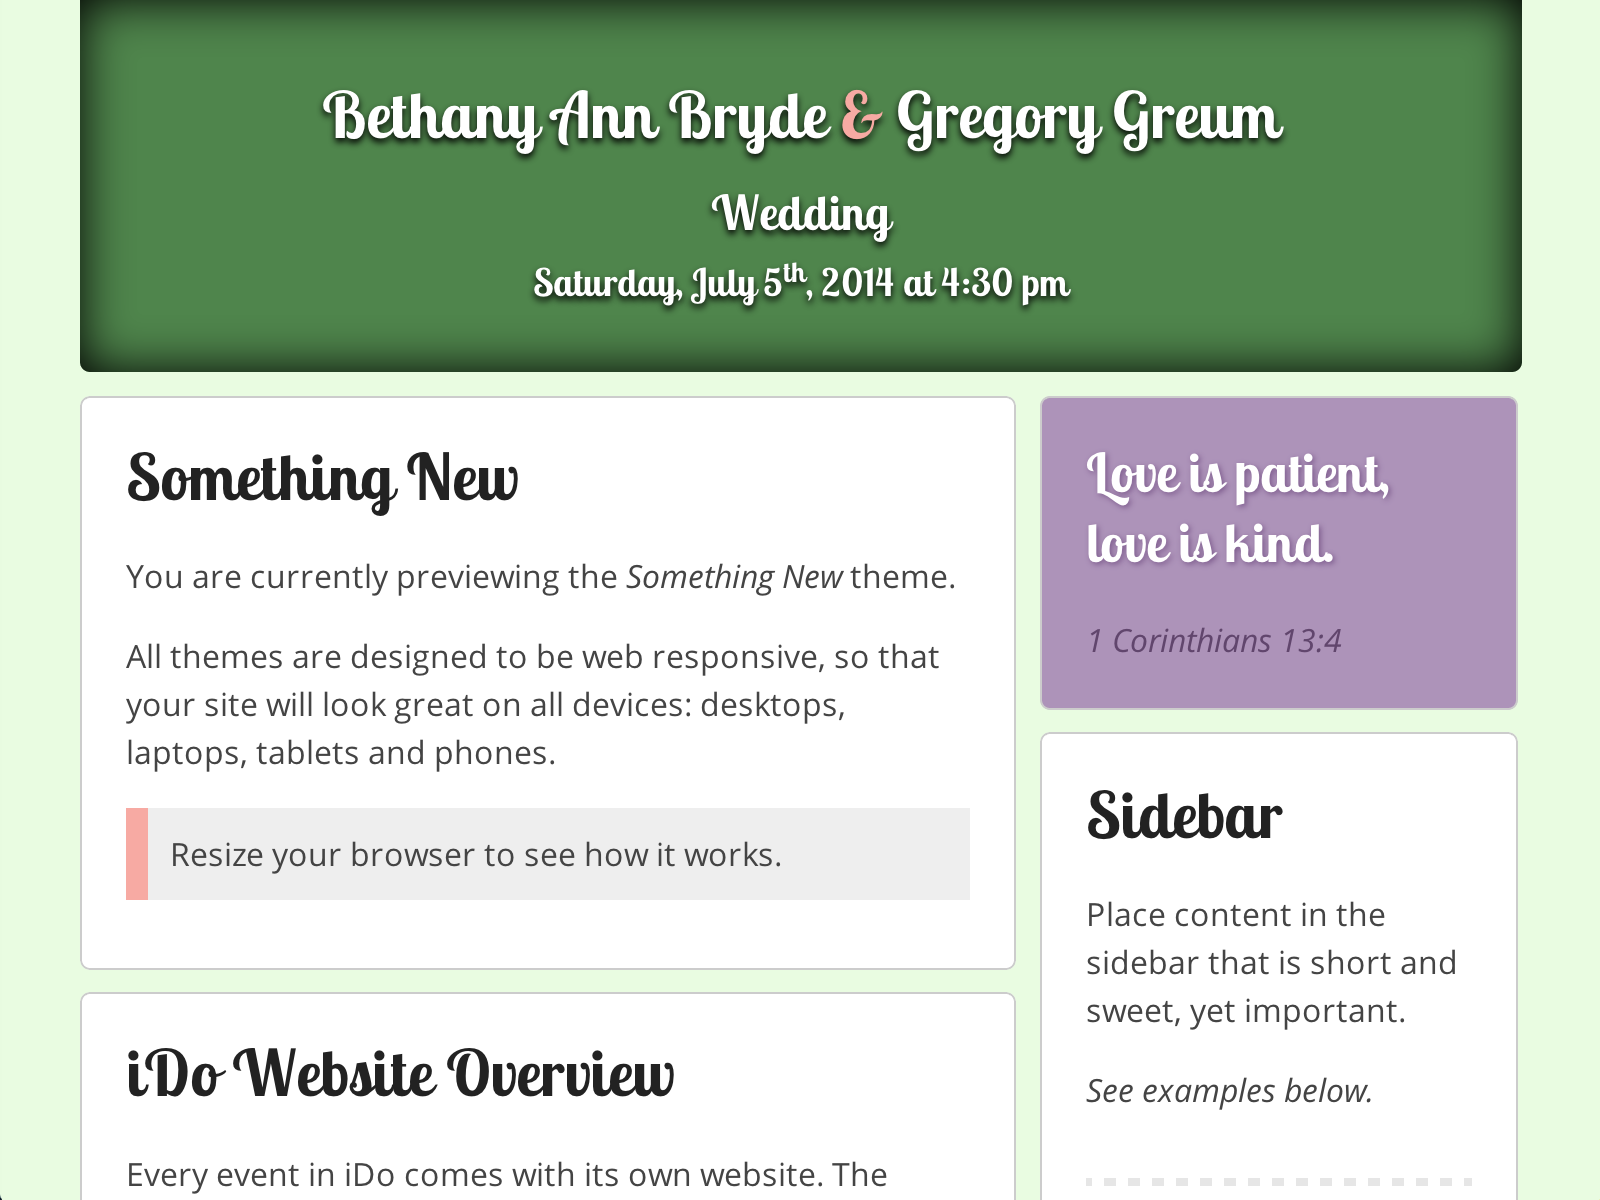 Bethany Ann Bryde & Gregory Greum
Wedding
Saturday, July 5th, 2014 at 4:30 pm
Something New
You are currently previewing the Something New theme.
All themes are designed to be web responsive, so that
your site will look great on all devices: desktops,
laptops, tablets and phones.
Resize your browser to see how it works.
iDo Website Overview
Every event in iDo comes with its own website. The
Love is patient,
love is kind.
1 Corinthians 13:4
Sidebar
Place content in the
sidebar that is short and
sweet, yet important.
See examples below.